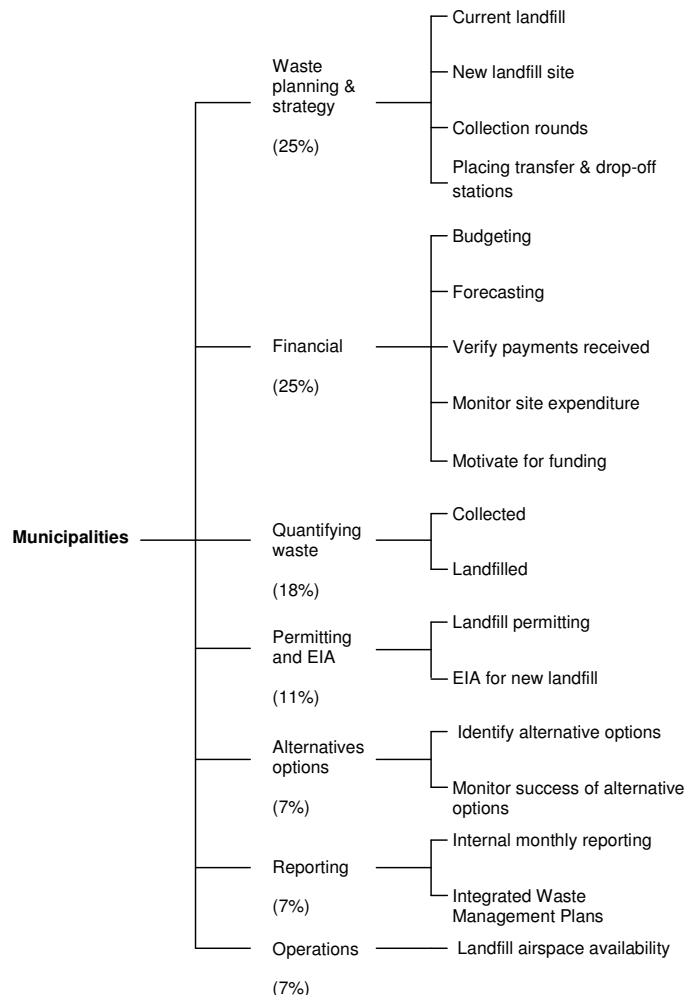 Municipalities
Waste
planning &
strategy
(25%)
Current landfill
New landfill site
Collection rounds
Placing transfer & drop-off
stations
Financial
(25%)
Budgeting
Forecasting
Verify payments received
Monitor site expenditure
Motivate for funding
Quantifying
waste
(18%)
Collected
Landfilled
Permitting
and EIA
(11%)
Landfill permitting
EIA for new landfill
Alternatives
options
(7%)
Identify alternative options
Monitor success of alternative
options
Reporting
(7%)
Internal monthly reporting
Integrated Waste
Management Plans
Operations
(7%)
Landfill airspace availability